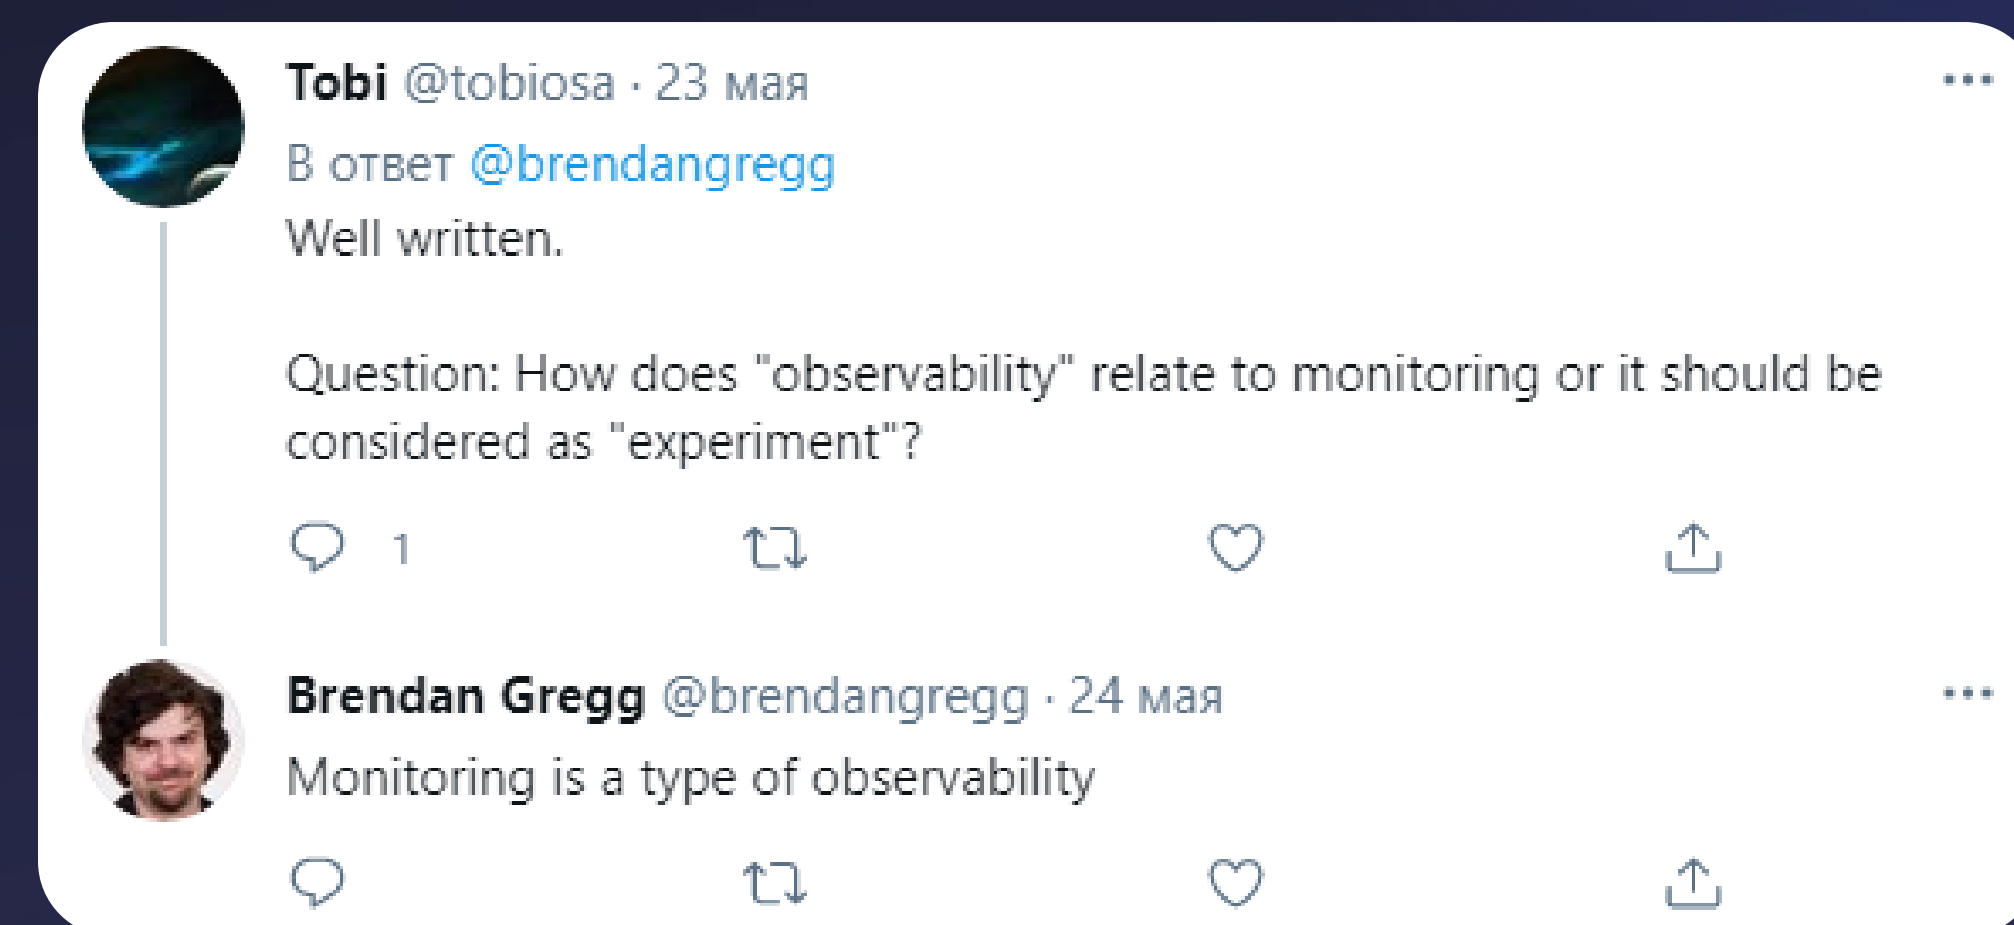 Tobi @tobiosa · 23 мая
В ответ @brendangregg
Well written.
Question: How does "observability" relate to monitoring or it should be
considered as "experiment"?
1
Brendan Gregg @brendangregg · 24 мая
Monitoring is a type of observability